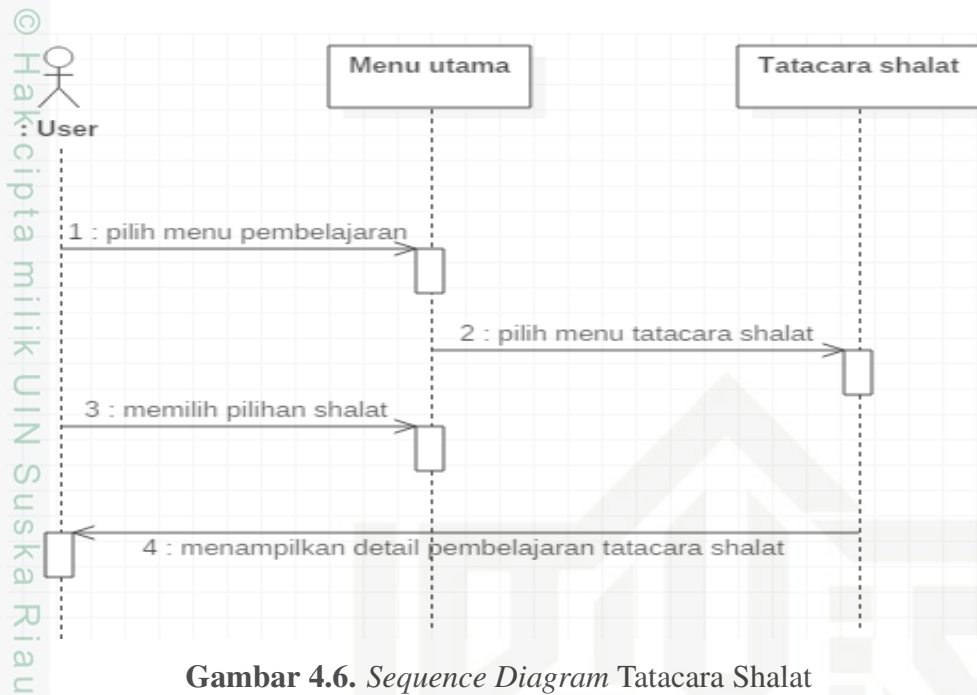 © Hak cipta milik UIN Suska Riau
: User
Menu utama
Tatacara shalat
1 : pilih menu pembelajaran
2 : pilih menu tatacara shalat
3 : memilih pilihan shalat
4 : menampilkan detail pembelajaran tatacara shalat
Gambar 4.6. Sequence Diagram Tatacara Shalat